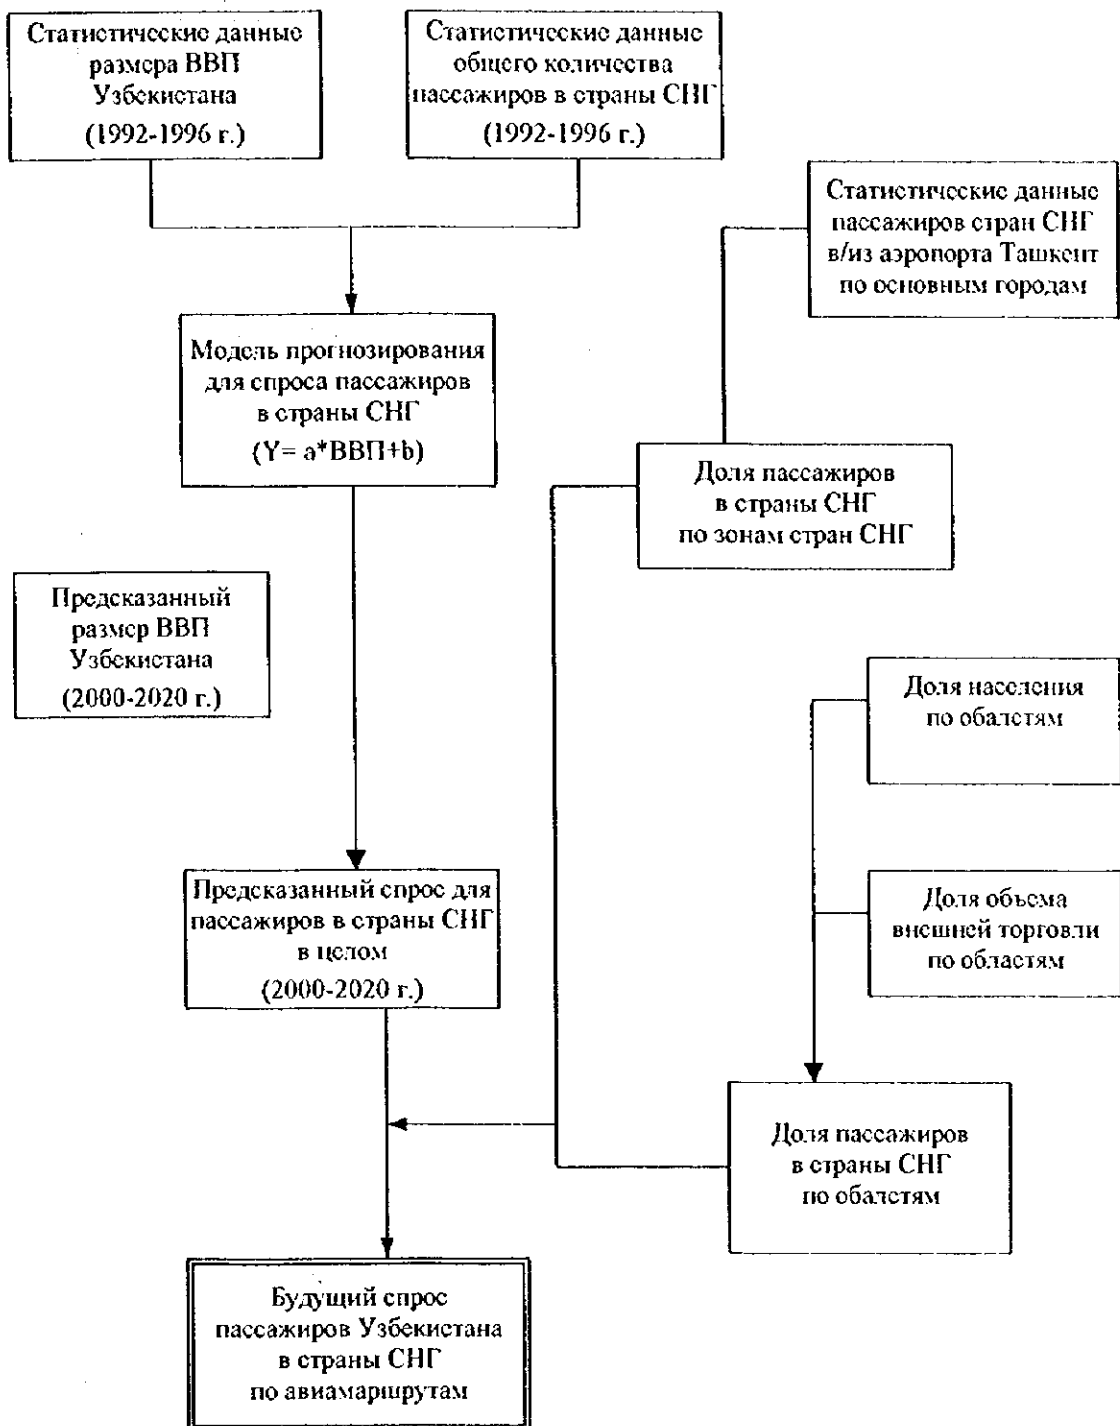 Статистические данные
размера ВВП
Узбекистана
(1992-1996 г.)
Статистические данные
общего количества
пассажиров в страны СНГ
(1992-1996 г.)
Статистические данные
пассажиров стран СНГ
в/из аэропорта Ташкент
по основным городам
Модель прогнозирования
для спроса пассажиров
в страны СНГ
(Y= a*ВВП+b)
Доля пассажиров
в страны СНГ
по зонам стран СНГ
Предсказанный
размер ВВП
Узбекистана
(2000-2020 г.)
Доля населения
по обалстям
Предсказанный спрос для
пассажиров в страны СНГ
в целом
(2000-2020 г.)
Доля объема
внешней торговли
по областям
Доля пассажиров
в страны СНГ
по обалстям
Будущий спрос
пассажиров Узбекистана
в страны СНГ
по авиамаршрутам